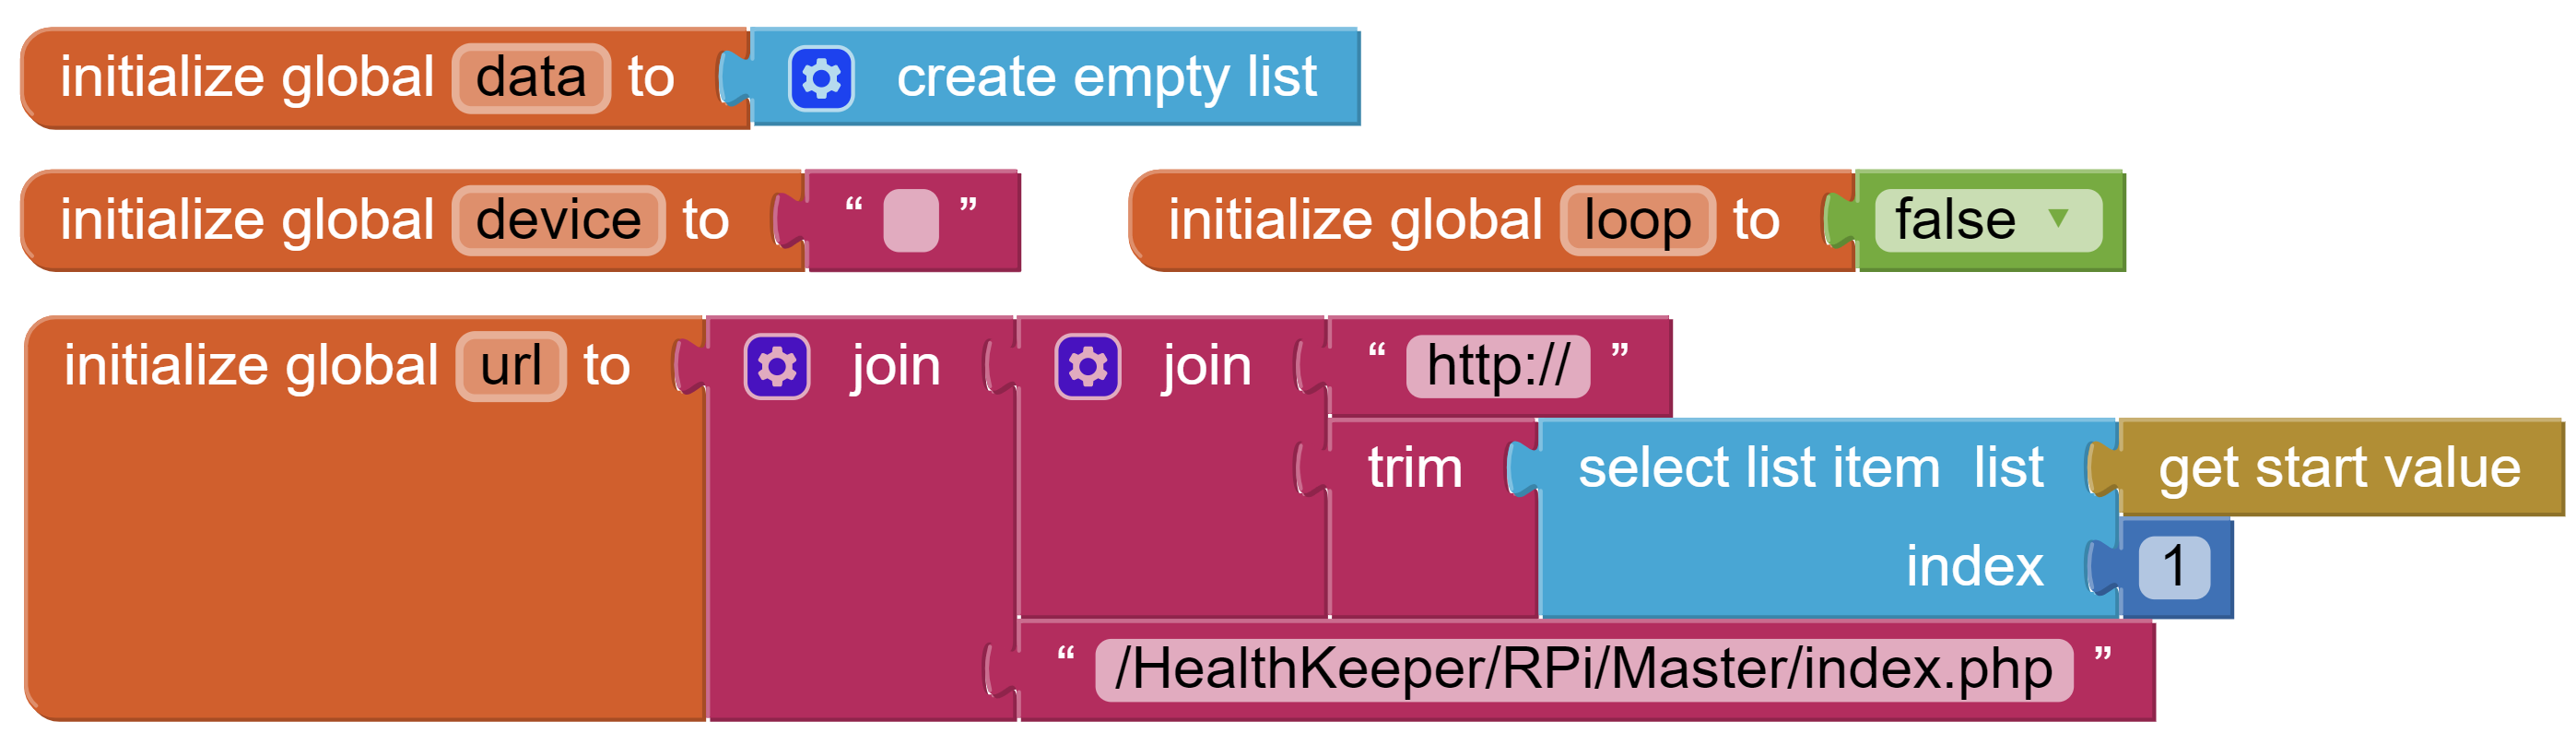 initialize global data to create empty list
initialize global device to “ ” initialize global loop to false
initialize global url to join join “ http:// ”
trim select list item list get start value
index 1
“ /HealthKeeper/RPi/Master/index.php ”